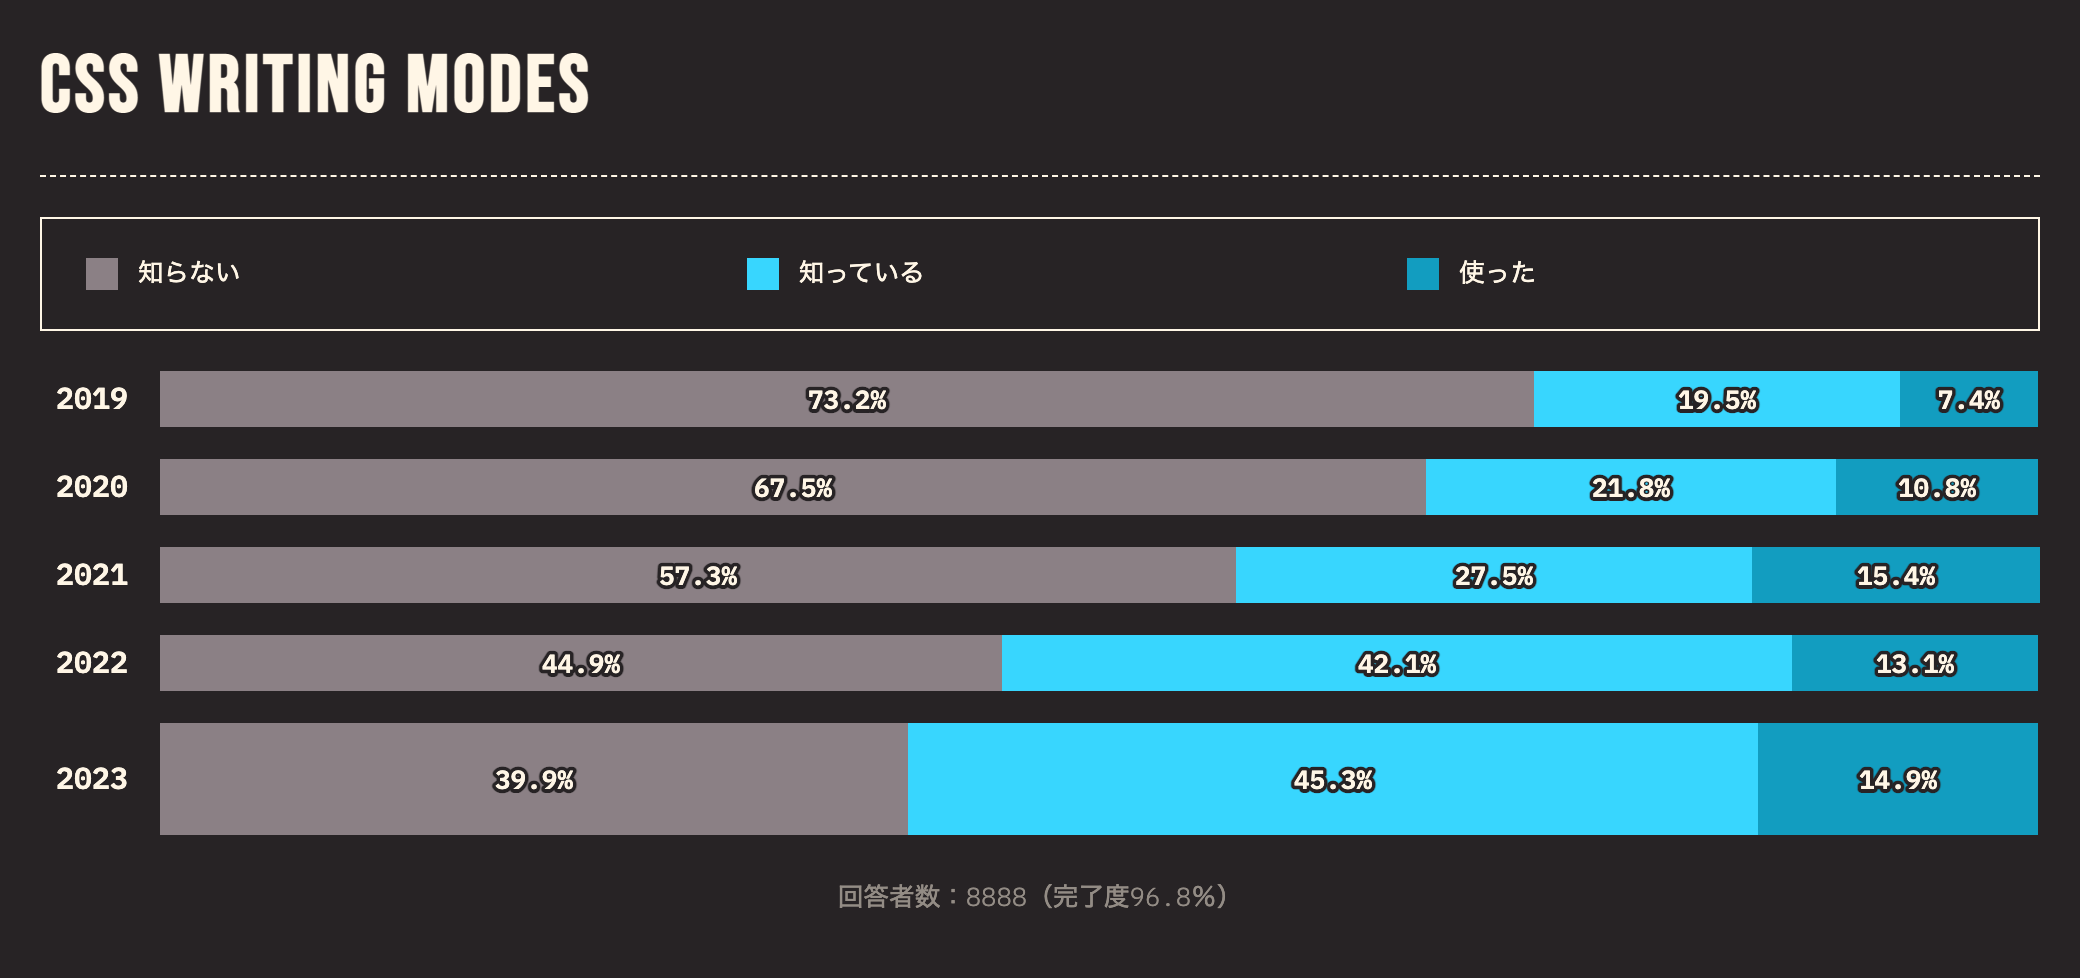 CSS WRITING MODES
知らない 知っている 使った
2019 73.2% 19.5% 7.4%
2020 67.5% 21.8% 10.8%
2021 57.3% 27.5% 15.4%
2022 44.9% 42.1% 13.1%
2023 39.9% 45.3% 14.9%
回答者数：8888（完了度96.8%）